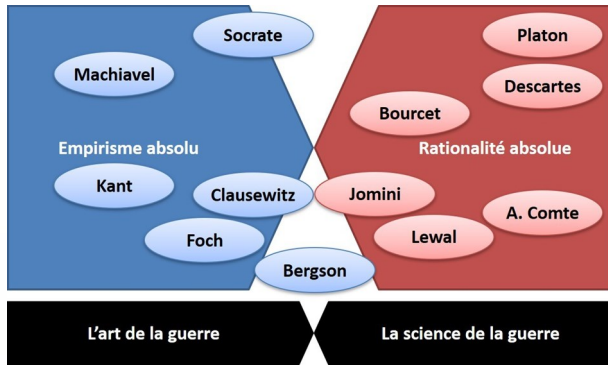 Socrate
Platon
Machiavel
Descartes
Bourcet
Empirisme absolu
Rationalité absolue
Kant
Clausewitz
Jomini
A. Comte
Foch
Lewal
Bergson
L'art de la guerre
La science de la guerre